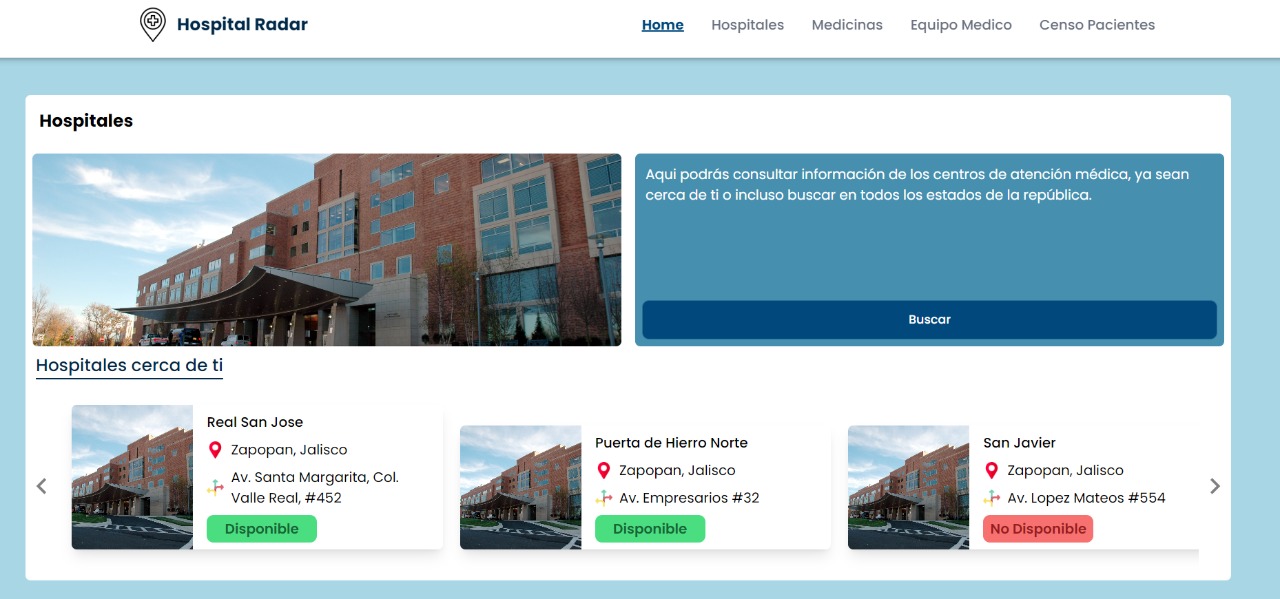 Hospital Radar
Home
Hospitales
Medicinas
Equipo Medico
Censo Pacientes
Hospitales
Aqui podrás consultar información de los centros de atención médica, ya sean
cerca de ti o incluso buscar en todos los estados de la república.
Buscar
Hospitales cerca de ti
Real San Jose
Zapopan, Jalisco
Av. Santa Margarita, Col.
Valle Real, #452
Disponible
Puerta de Hierro Norte
Zapopan, Jalisco
Av. Empresarios #32
Disponible
San Javier
Zapopan, Jalisco
Av. Lopez Mateos #554
No Disponible